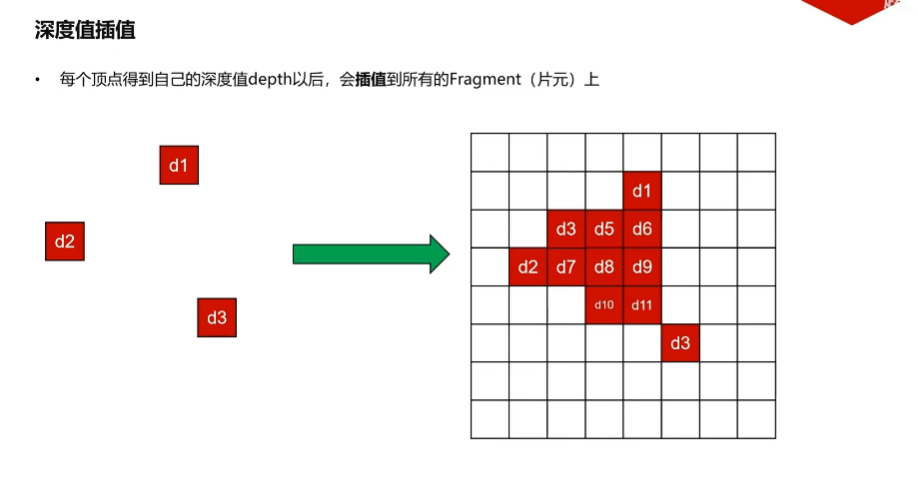 深度值插值
• 每个顶点得到自己的深度值depth以后，会插值到所有的Fragment（片元）上
d1
d2
d3
d1
d3 d5 d6
d2 d7 d8 d9
d10 d11
d3